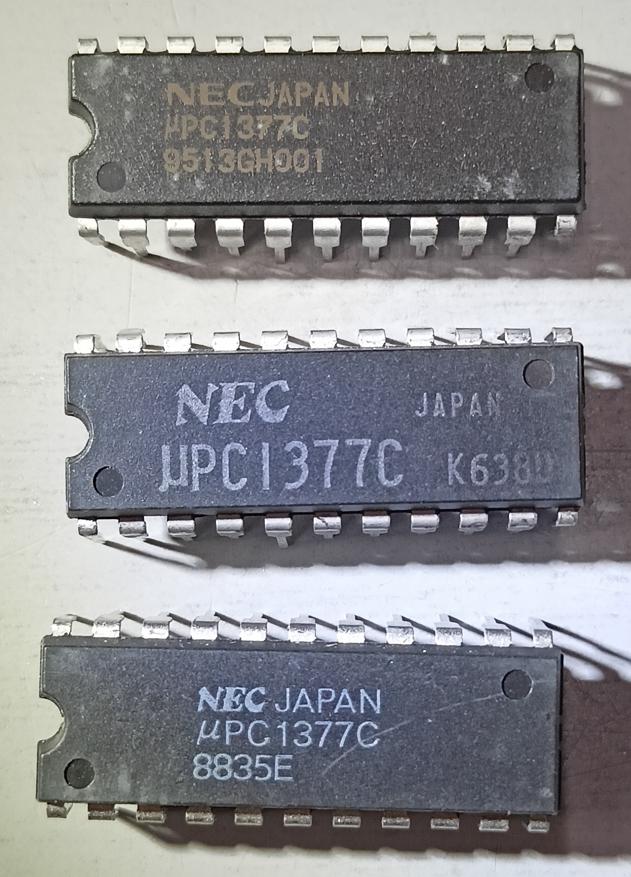 NEC JAPAN
μPC1377C
9513GH001
NEC JAPAN
μPC1377C K638D
NEC JAPAN
μPC1377C
8835E